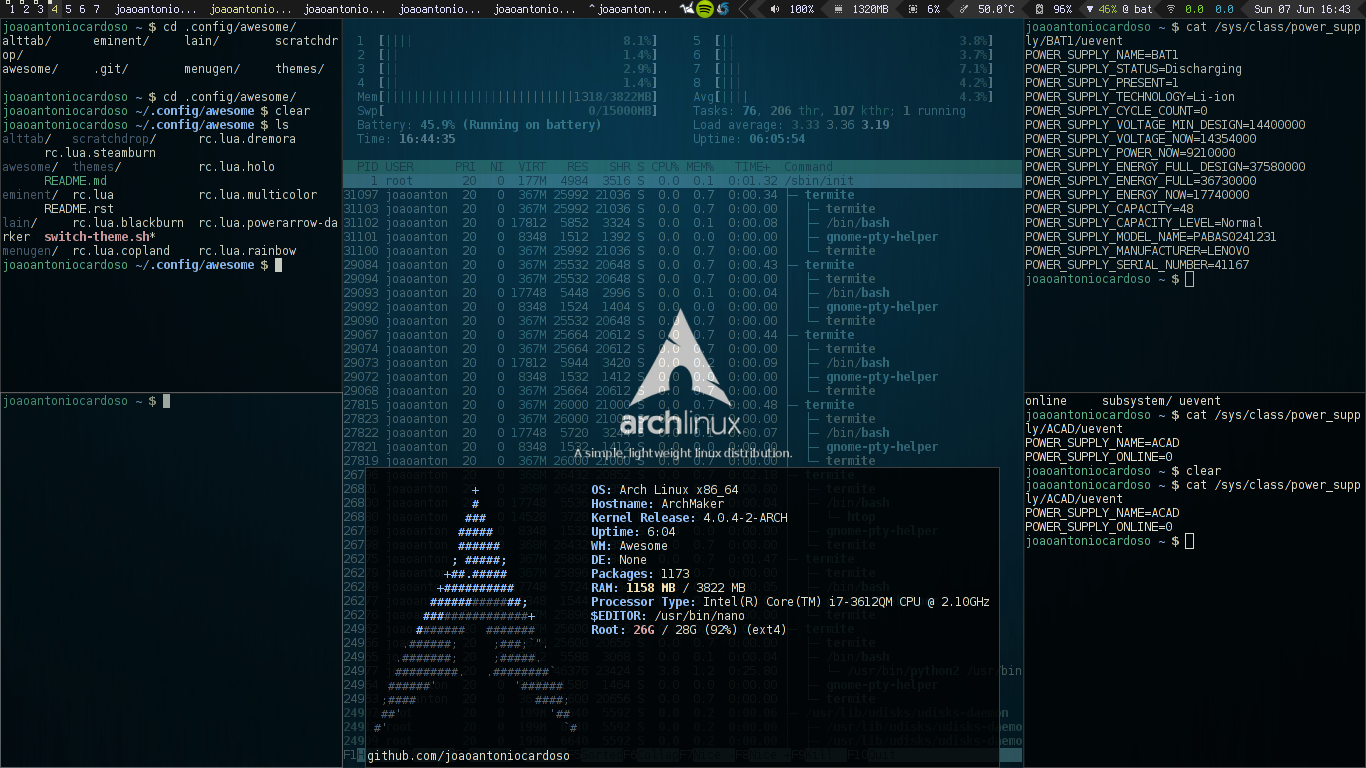 1 2 3 4 5 6 7 joaoantonio... joaoantonio... joaoantonio... joaoantonio... joaoantonio... ^joaoanton... 100% 1320MB 6% 50.0°C 96% ▼ 46% @ bat 0.0 0.0 Sun 07 Jun 16:43
joaoantoniocardoso ~ $ cd .config/awesome/
alttab/ eminent/ lain/ scratchdr
op/
awesome/ .git/ menugen/ themes/
joaoantoniocardoso ~ $ cd .config/awesome/
joaoantoniocardoso ~/.config/awesome $ clear
joaoantoniocardoso ~/.config/awesome $ ls
alttab/ scratchdrop/ rc.lua.dremora
rc.lua.steamburn
awesome/ themes/ rc.lua.holo
README.md
eminent/ rc.lua rc.lua.multicolor
README.rst
lain/ rc.lua.blackburn rc.lua.powerarrow-da
rker switch-theme.sh*
menugen/ rc.lua.copland rc.lua.rainbow
joaoantoniocardoso ~/.config/awesome $
joaoantoniocardoso ~ $
1 [|||| 8.1%] 5 [|| 3.8%]
2 [| 1.4%] 6 [|| 3.7%]
3 [|| 2.9%] 7 [||| 7.1%]
4 [| 1.4%] 8 [|| 4.2%]
Mem[||||||||||||||||||||||||||||1318/3822MB] Avg[|||| 4.3%]
Swp[ 0/15000MB] Tasks: 76, 206 thr, 107 kthr; 1 running
Battery: 45.9% (Running on battery) Load average: 3.33 3.36 3.19
Time: 16:44:35 Uptime: 06:05:54
PID USER PRI NI VIRT RES SHR S CPU% MEM% TIME+ Command
1 root 20 0 177M 4984 3516 S 0.0 0.1 0:01.32 /sbin/init
31097 joaoanton 20 0 367M 25992 21036 S 0.0 0.7 0:00.34 ├─ termite
31103 joaoanton 20 0 367M 25992 21036 S 0.0 0.7 0:00.00 │ ├─ termite
31102 joaoanton 20 0 17812 5852 3324 S 0.0 0.1 0:00.08 │ ├─ /bin/bash
31101 joaoanton 20 0 8348 1512 1392 S 0.0 0.0 0:00.00 │ ├─ gnome-pty-helper
31100 joaoanton 20 0 367M 25992 21036 S 0.0 0.7 0:00.00 │ └─ termite
29084 joaoanton 20 0 367M 25532 20648 S 0.0 0.7 0:00.43 ├─ termite
29094 joaoanton 20 0 367M 25532 20648 S 0.0 0.7 0:00.00 │ ├─ termite
29093 joaoanton 20 0 17748 5448 2996 S 0.0 0.1 0:00.04 │ ├─ /bin/bash
29092 joaoanton 20 0 8348 1524 1404 S 0.0 0.0 0:00.00 │ ├─ gnome-pty-helper
29090 joaoanton 20 0 367M 25532 20648 S 0.0 0.7 0:00.00 │ └─ termite
29067 joaoanton 20 0 367M 25664 20612 S 0.0 0.7 0:00.44 ├─ termite
29074 joaoanton 20 0 367M 25664 20612 S 0.0 0.7 0:00.00 │ ├─ termite
29073 joaoanton 20 0 17812 5944 3420 S 0.0 0:00.09 │ ├─ /bin/bash
29072 joaoanton 20 0 8348 1532 1412 S 0.0 0.0 0:00.00 │ ├─ gnome-pty-helper
29068 joaoanton 20 0 367M 25664 20612 0.7 0:00.00 │ └─ termite
27815 joaoanton 20 0 367M 26000 21000 S 0:00.48 ├─ termite
27823 joaoanton 20 0 367M 26000 0:00.00 │ ├─ termite
27822 joaoanton 20 0 17748 5720 0:00.07 │ ├─ /bin/bash
27821 joaoanton 20 0 8348 1532 0:00.00 │ ├─ gnome-pty-helper
27819 joaoanton 20 0 367M 26000 0:00.00 │ └─ termite
archlinux
A simple, lightweight linux distribution.
OS: Arch Linux x86_64
Hostname: ArchMaker
Kernel Release: 4.0.4-2-ARCH
Uptime: 6:04
WM: Awesome
DE: None
Packages: 1173
RAM: 1158 MB / 3822 MB
Processor Type: Intel(R) Core(TM) i7-3612QM CPU @ 2.10GHz
$EDITOR: /usr/bin/nano
Root: 26G / 28G (92%) (ext4)
github.com/joaoantoniocardoso
joaoantoniocardoso ~ $ cat /sys/class/power_supp
ly/BAT1/uevent
POWER_SUPPLY_NAME=BAT1
POWER_SUPPLY_STATUS=Discharging
POWER_SUPPLY_PRESENT=1
POWER_SUPPLY_TECHNOLOGY=Li-ion
POWER_SUPPLY_CYCLE_COUNT=0
POWER_SUPPLY_VOLTAGE_MIN_DESIGN=14400000
POWER_SUPPLY_VOLTAGE_NOW=14354000
POWER_SUPPLY_POWER_NOW=9210000
POWER_SUPPLY_ENERGY_FULL_DESIGN=37580000
POWER_SUPPLY_ENERGY_FULL=36730000
POWER_SUPPLY_ENERGY_NOW=17740000
POWER_SUPPLY_CAPACITY=48
POWER_SUPPLY_CAPACITY_LEVEL=Normal
POWER_SUPPLY_MODEL_NAME=PABAS0241231
POWER_SUPPLY_MANUFACTURER=LENOVO
POWER_SUPPLY_SERIAL_NUMBER=41167
joaoantoniocardoso ~ $
online subsystem/ uevent
joaoantoniocardoso ~ $ cat /sys/class/power_supp
ly/ACAD/uevent
POWER_SUPPLY_NAME=ACAD
POWER_SUPPLY_ONLINE=0
joaoantoniocardoso ~ $ clear
joaoantoniocardoso ~ $ cat /sys/class/power_supp
ly/ACAD/uevent
POWER_SUPPLY_NAME=ACAD
POWER_SUPPLY_ONLINE=0
joaoantoniocardoso ~ $